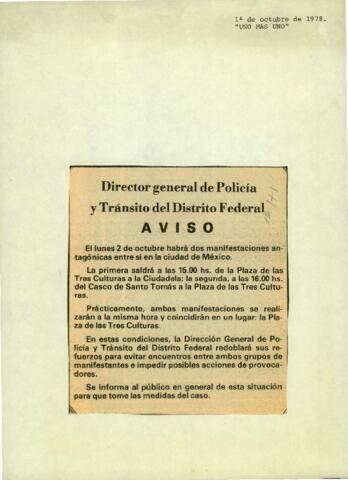 1ª de octubre de 1978.
"UNO MAS UNO"
Director general de Policía
y Tránsito del Distrito Federal
AVISO
El lunes 2 de octubre habrá dos manifestaciones an-
tagónicas entre sí en la ciudad de México.
La primera saldrá a las 15.00 hs. de la Plaza de las
Tres Culturas a la Ciudadela; la segunda, a las 16.00 hs.
del Casco de Santo Tomás a la Plaza de las Tres Cultu-
ras.
Prácticamente, ambas manifestaciones se reali-
zarán a la misma hora y coincidirán en un lugar: la Pla-
za de las Tres Culturas.
En estas condiciones, la Dirección General de Po-
licía y Tránsito del Distrito Federal redoblará sus re-
fuerzos para evitar encuentros entre ambos grupos de
manifestantes e impedir posibles acciones de provoca-
dores.
Se informa al público en general de esta situación
para que tome las medidas del caso.